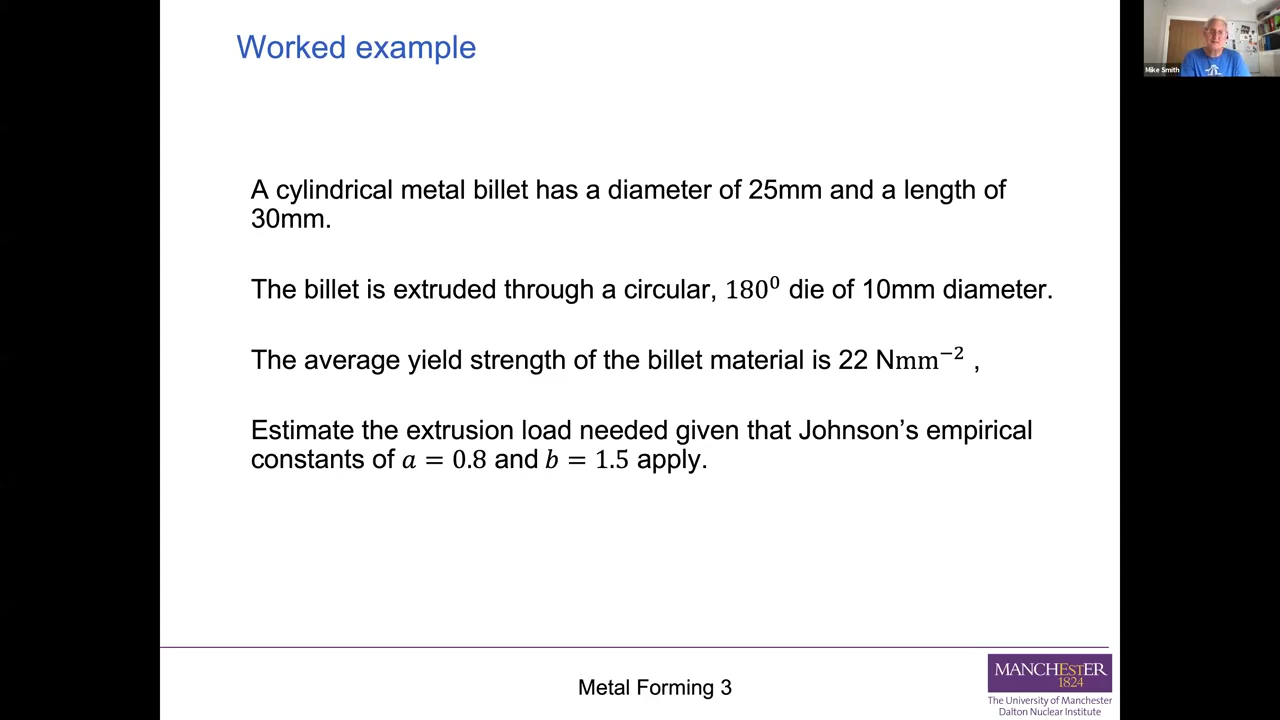 Worked example
Mike Smith
A cylindrical metal billet has a diameter of 25mm and a length of
30mm.
The billet is extruded through a circular, 180⁰ die of 10mm diameter.
The average yield strength of the billet material is 22 Nmm⁻² ,
Estimate the extrusion load needed given that Johnson’s empirical
constants of a = 0.8 and b = 1.5 apply.
Metal Forming 3
MANCHESTER
1824
The University of Manchester
Dalton Nuclear Institute